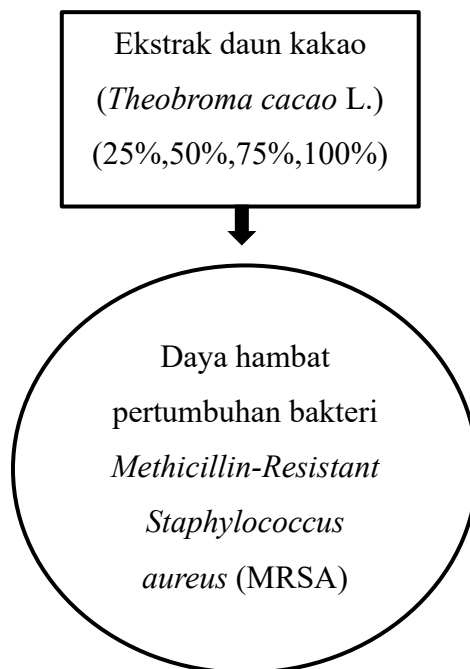 Ekstrak daun kakao
(Theobroma cacao L.)
(25%,50%,75%,100%)
Daya hambat
pertumbuhan bakteri
Methicillin-Resistant
Staphylococcus
aureus (MRSA)